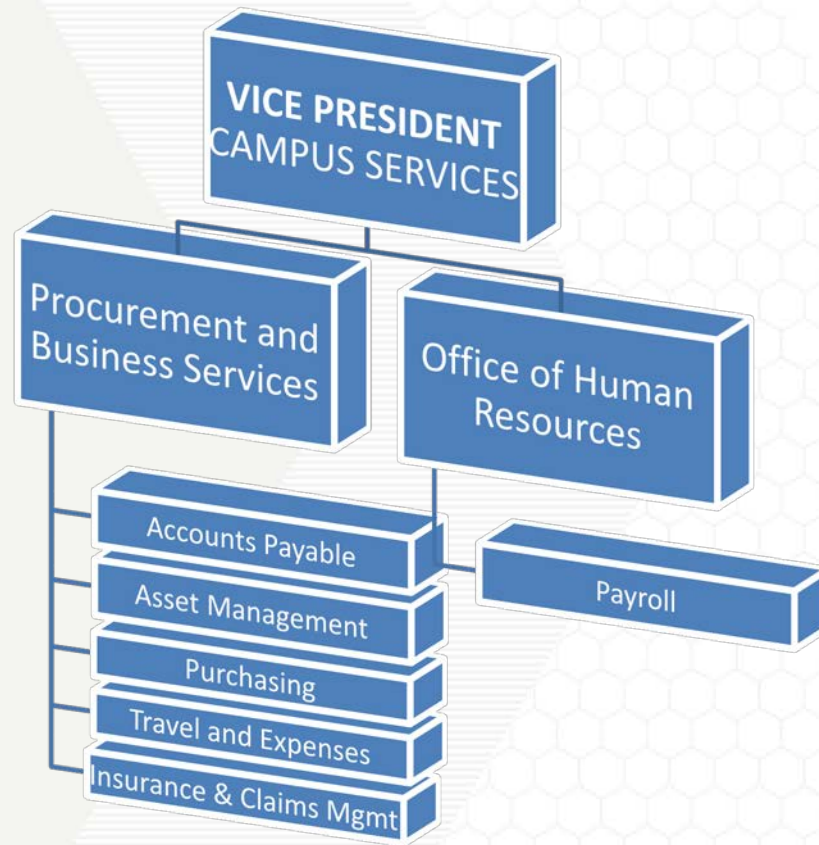 VICE PRESIDENT
CAMPUS SERVICES
Procurement and
Business Services
Office of Human
Resources
Accounts Payable
Asset Management
Purchasing
Travel and Expenses
Insurance & Claims Mgmt
Payroll